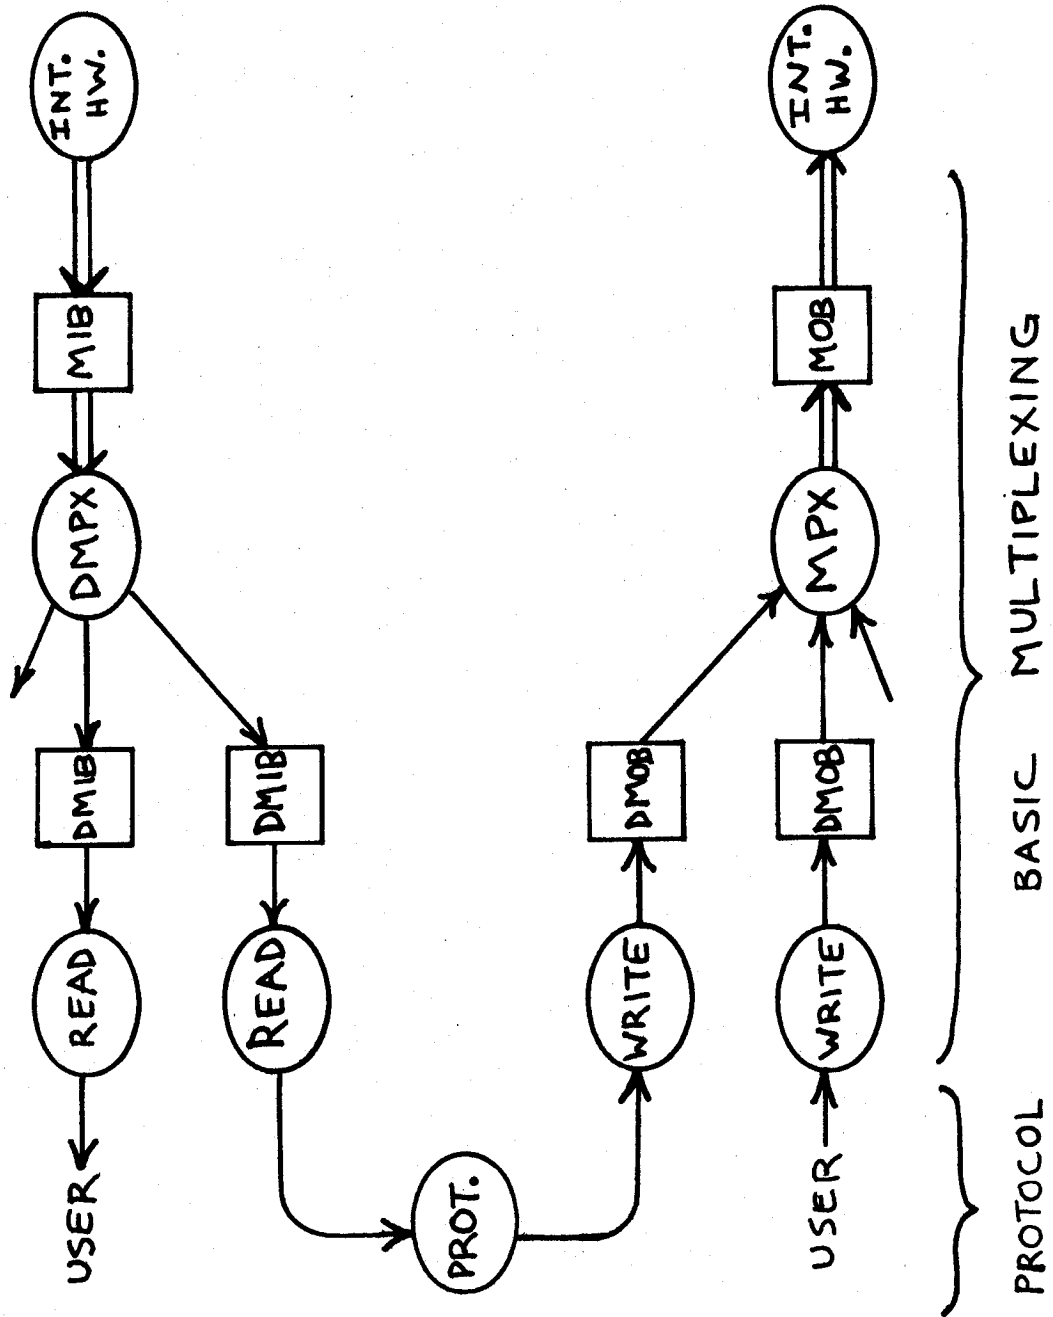 INT.
HW.
MIB
DMPX
DMIB
READ
USER
DMIB
READ
PROT.
WRITE
DMOB
USER
WRITE
DMOB
MPX
MOB
INT.
HW.
PROTOCOL
BASIC MULTIPLEXING